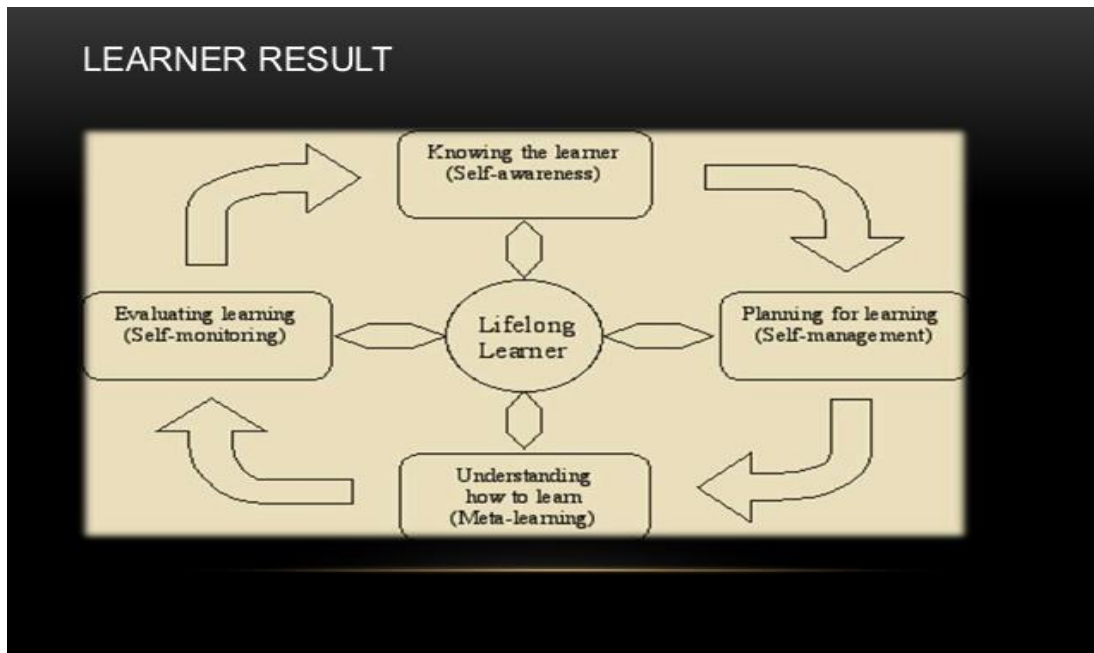 LEARNER RESULT
Knowing the learner
(Self-awareness)
Evaluating learning
(Self-monitoring)
Lifelong
Learner
Planning for learning
(Self-management)
Understanding
how to learn
(Meta-learning)